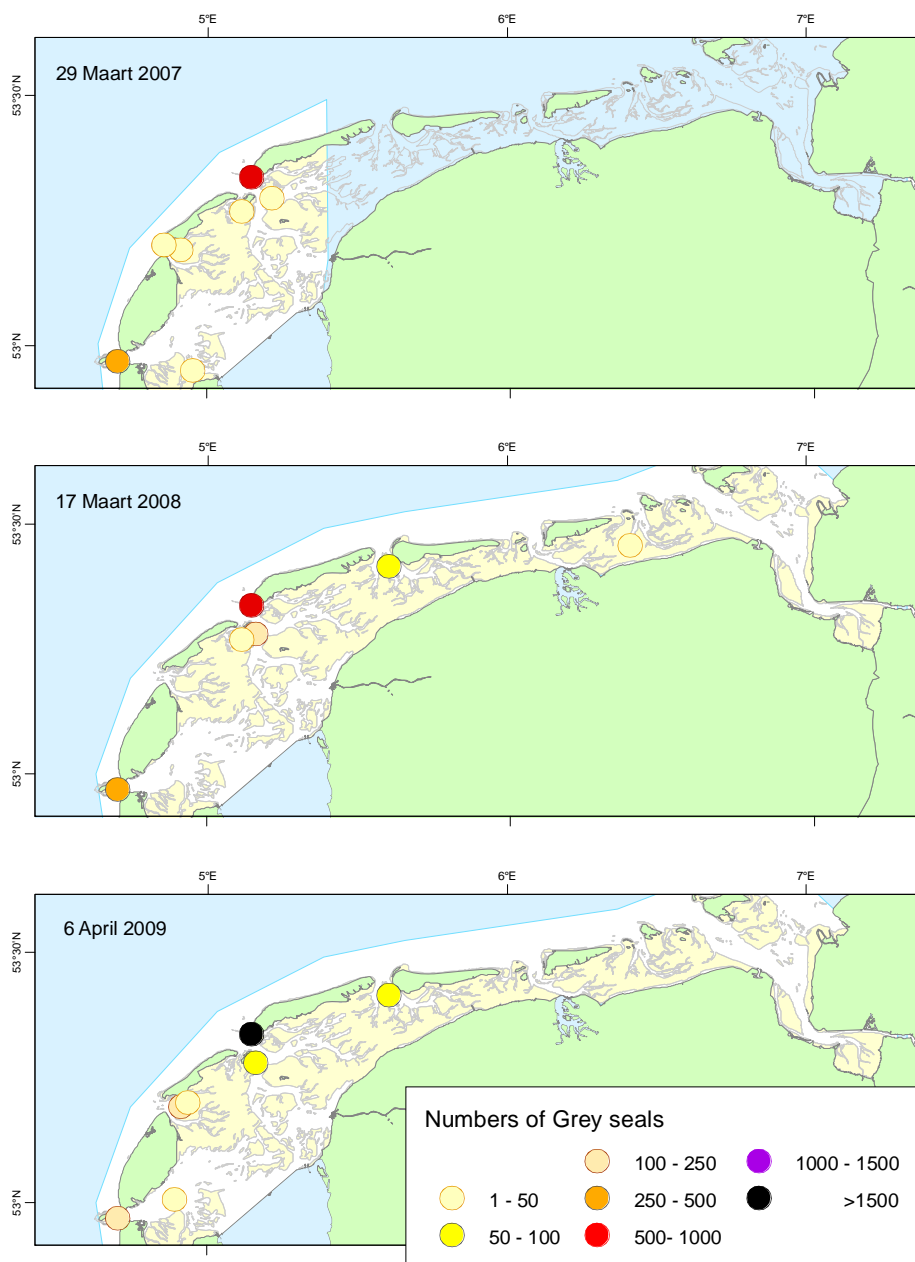 5°E 6°E 7°E
29 Maart 2007
53°30'N
53°N
5°E 6°E 7°E
17 Maart 2008
53°30'N
53°N
5°E 6°E 7°E
6 April 2009
53°30'N
53°N
Numbers of Grey seals
100 - 250 1000 - 1500
1 - 50 250 - 500 >1500
50 - 100 500- 1000